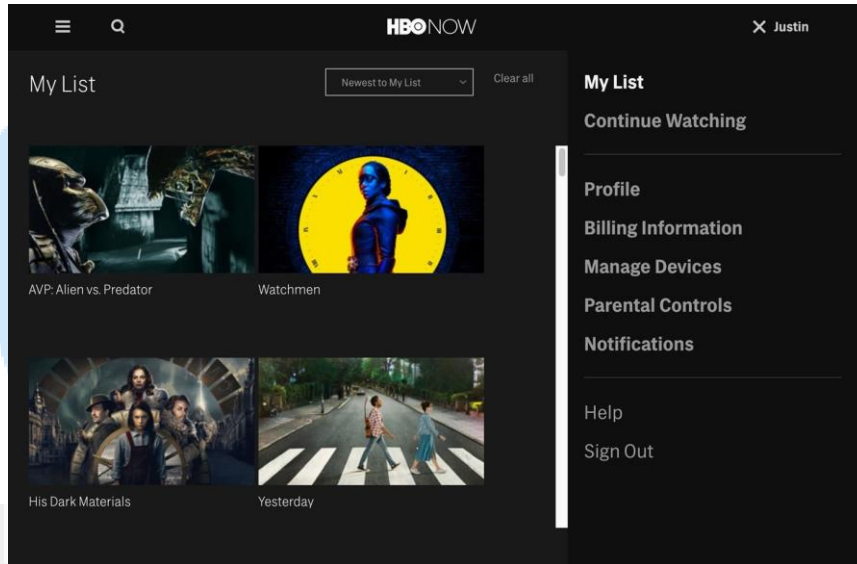 HBO NOW
Justin
My List
Newest to My List
Clear all
AVP: Alien vs. Predator
Watchmen
His Dark Materials
Yesterday
My List
Continue Watching
Profile
Billing Information
Manage Devices
Parental Controls
Notifications
Help
Sign Out